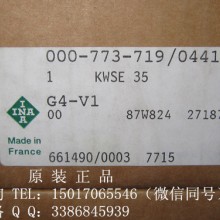 000-773-719/0441
1 KWSE 35
INA
G4-V1
00 87W824 27187
Made in
France
661490/0003 7715
原 装 正 品
TEL: 15017065546（微信同号）
QQ: 3386845939